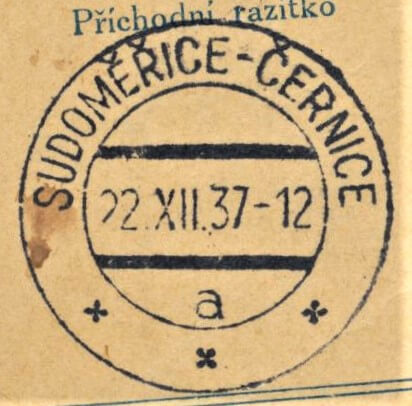 Příchodní razítko
SUDOMĚŘICE-ČERNICE
22.XII.37-12
a